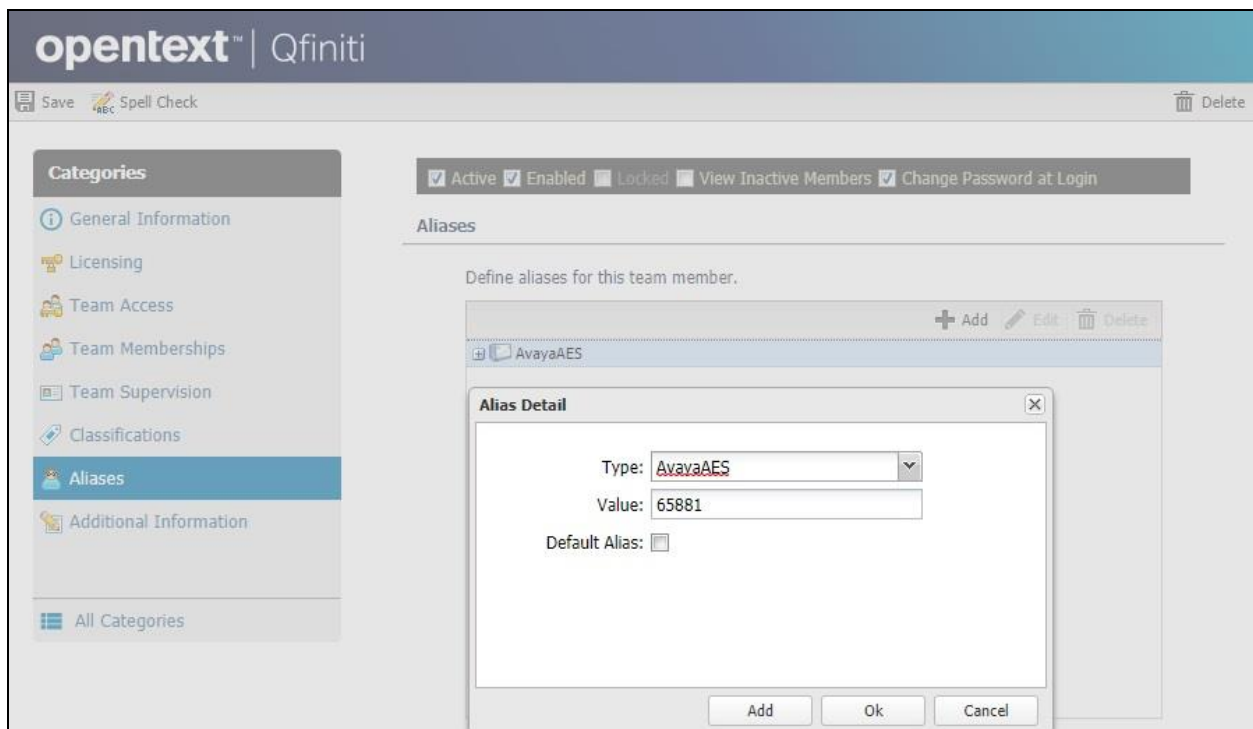 opentext™ | Qfiniti
Save Spell Check Delete
Categories
General Information
Licensing
Team Access
Team Memberships
Team Supervision
Classifications
Aliases
Additional Information
All Categories
Active Enabled Locked View Inactive Members Change Password at Login
Aliases
Define aliases for this team member.
Add Edit Delete
AvayaAES
Alias Detail
Type: AvayaAES
Value: 65881
Default Alias:
Add Ok Cancel